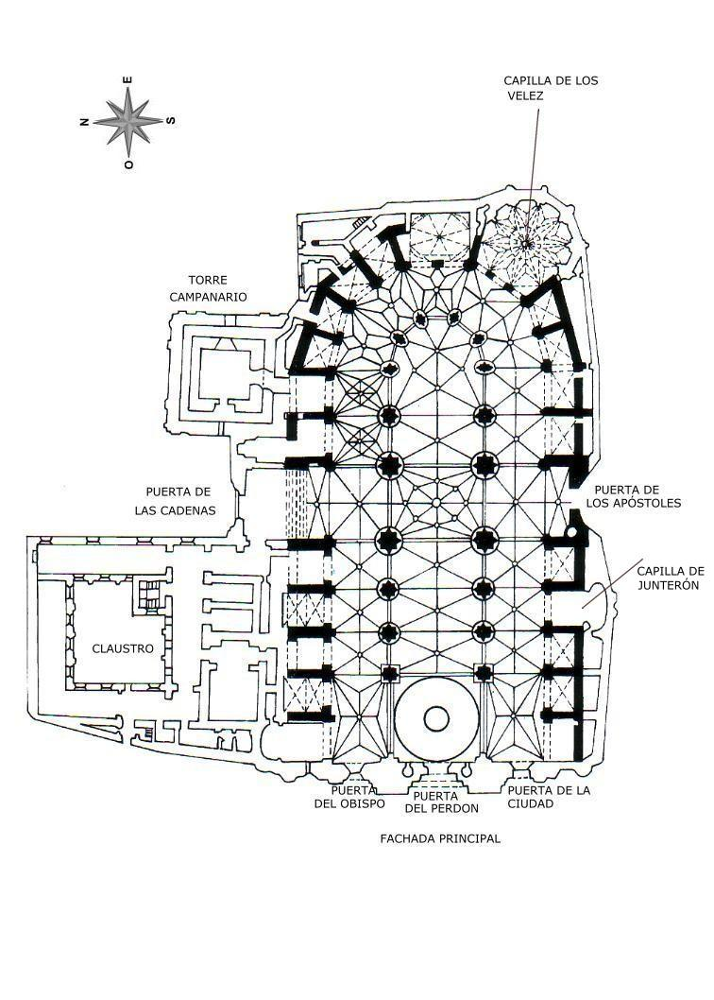 E
N
S
O
CAPILLA DE LOS
VELEZ
TORRE
CAMPANARIO
PUERTA DE
LAS CADENAS
PUERTA DE
LOS APÓSTOLES
CAPILLA DE
JUNTERÓN
CLAUSTRO
PUERTA
DEL OBISPO
PUERTA
DEL PERDON
PUERTA DE LA
CIUDAD
FACHADA PRINCIPAL